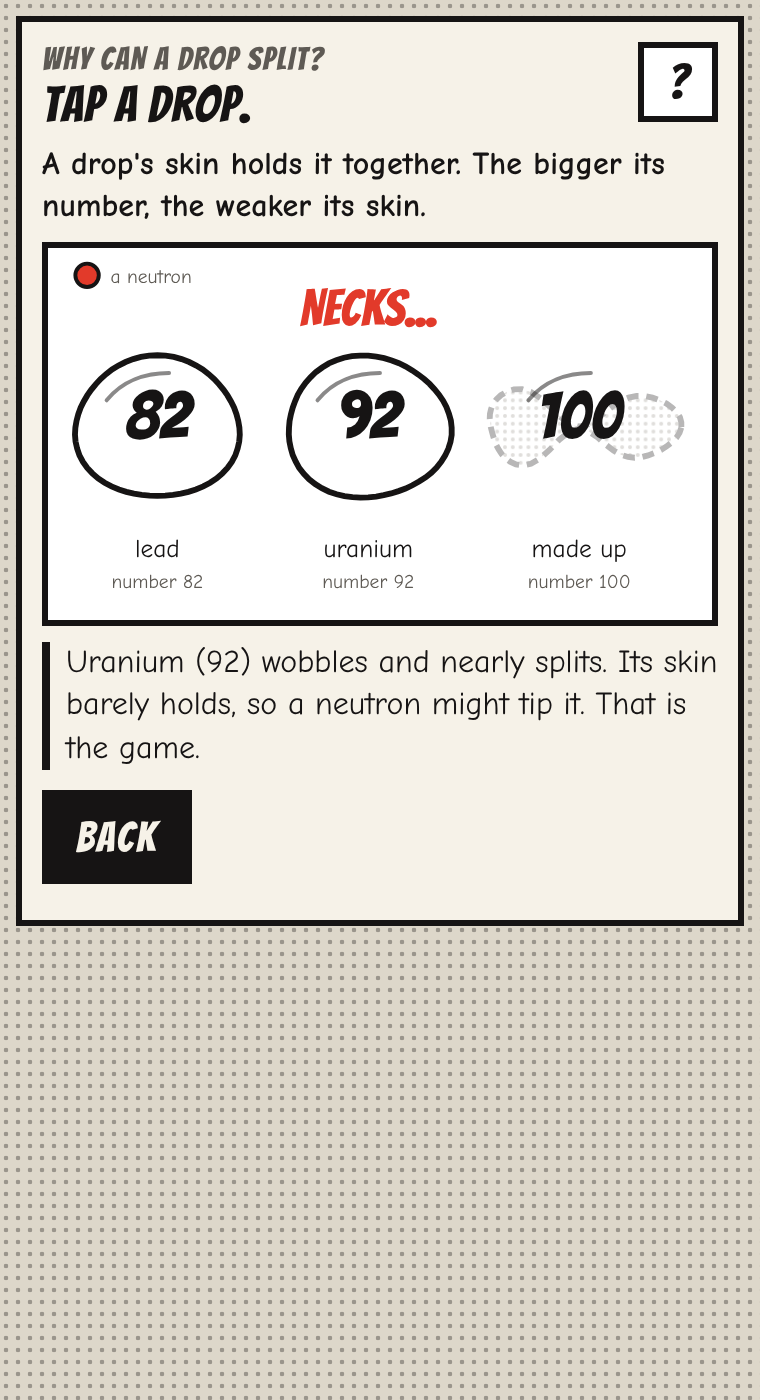 WHY CAN A DROP SPLIT?
TAP A DROP.
?
A drop's skin holds it together. The bigger its
number, the weaker its skin.
a neutron
NECKS...
82
92
100
lead
uranium
made up
number 82
number 92
number 100
Uranium (92) wobbles and nearly splits. Its skin
barely holds, so a neutron might tip it. That is
the game.
BACK